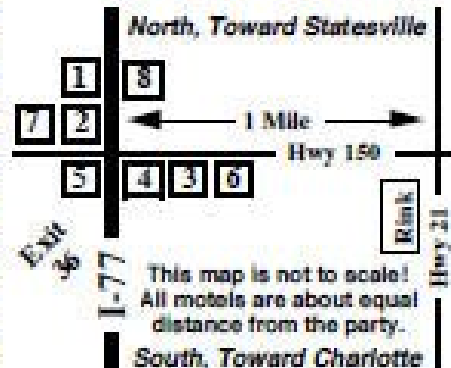 North, Toward Statesville
1 8
7 2
1 Mile
Hwy 150
5 4 3 6
Rink
Hwy 21
Exit
36
I-77
This map is not to scale!
All motels are about equal
distance from the party.
South, Toward Charlotte